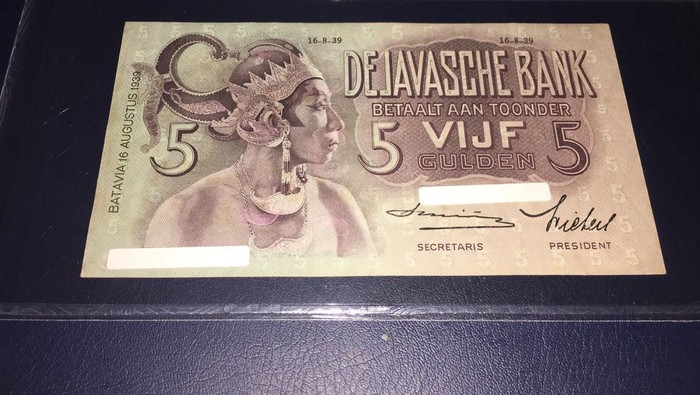 BATAVIA 16 AUGUSTUS 1939
16-8-39 16-8-39
DE JAVASCHE BANK
BETAALT AAN TOONDER
5 5 VIJF 5
GULDEN
SECRETARIS PRESIDENT